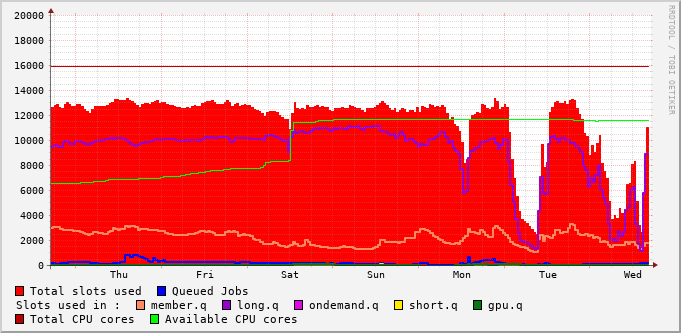 20000
18000
16000
14000
12000
10000
8000
6000
4000
2000
0
Thu Fri Sat Sun Mon Tue Wed
RRDTOOL / TOBI OETIKER
Total slots used Queued Jobs
Slots used in : member.q long.q ondemand.q short.q gpu.q
Total CPU cores Available CPU cores